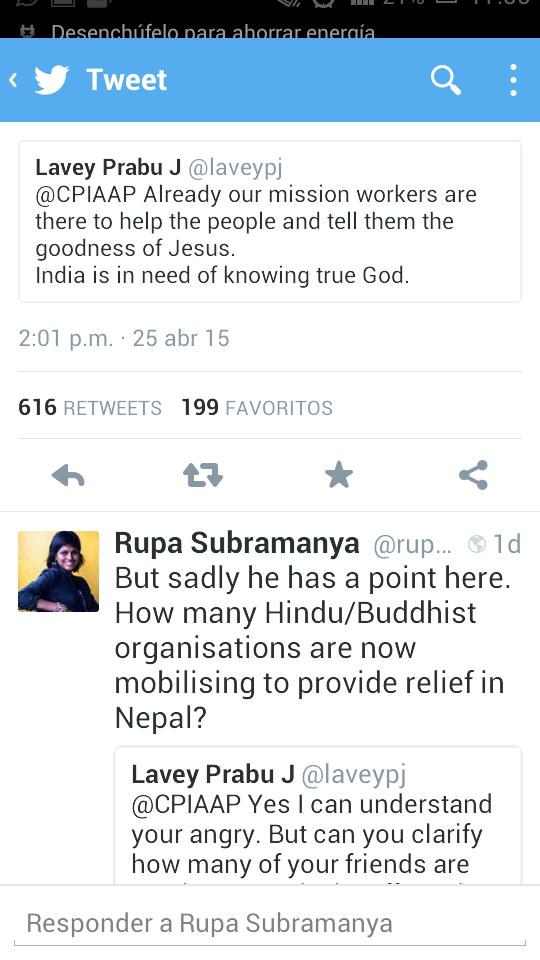 Desenchúfelo para ahorrar energía
Tweet
Lavey Prabu J @laveypj
@CPIAAP Already our mission workers are
there to help the people and tell them the
goodness of Jesus.
India is in need of knowing true God.
2:01 p.m. · 25 abr 15
616 RETWEETS 199 FAVORITOS
Rupa Subramanya @rup... 1d
But sadly he has a point here.
How many Hindu/Buddhist
organisations are now
mobilising to provide relief in
Nepal?
Lavey Prabu J @laveypj
@CPIAAP Yes I can understand
your angry. But can you clarify
how many of your friends are
Responder a Rupa Subramanya